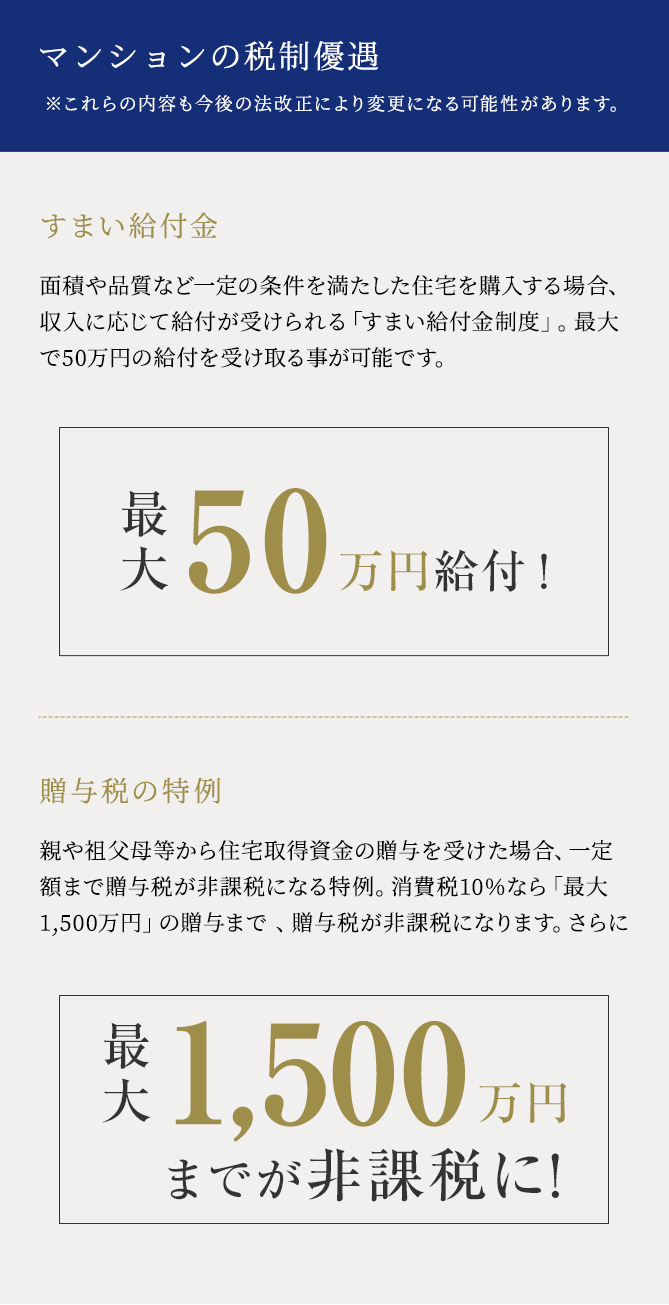 マンションの税制優遇
※これらの内容も今後の法改正により変更になる可能性があります。
すまい給付金
面積や品質など一定の条件を満たした住宅を購入する場合、
収入に応じて給付が受けられる「すまい給付金制度」。最大
で50万円の給付を受け取る事が可能です。
最大50万円給付！
贈与税の特例
親や祖父母等から住宅取得資金の贈与を受けた場合、一定
額まで贈与税が非課税になる特例。消費税10％なら「最大
1,500万円」の贈与まで 、贈与税が非課税になります。さらに
最大1,500万円
までが非課税に!